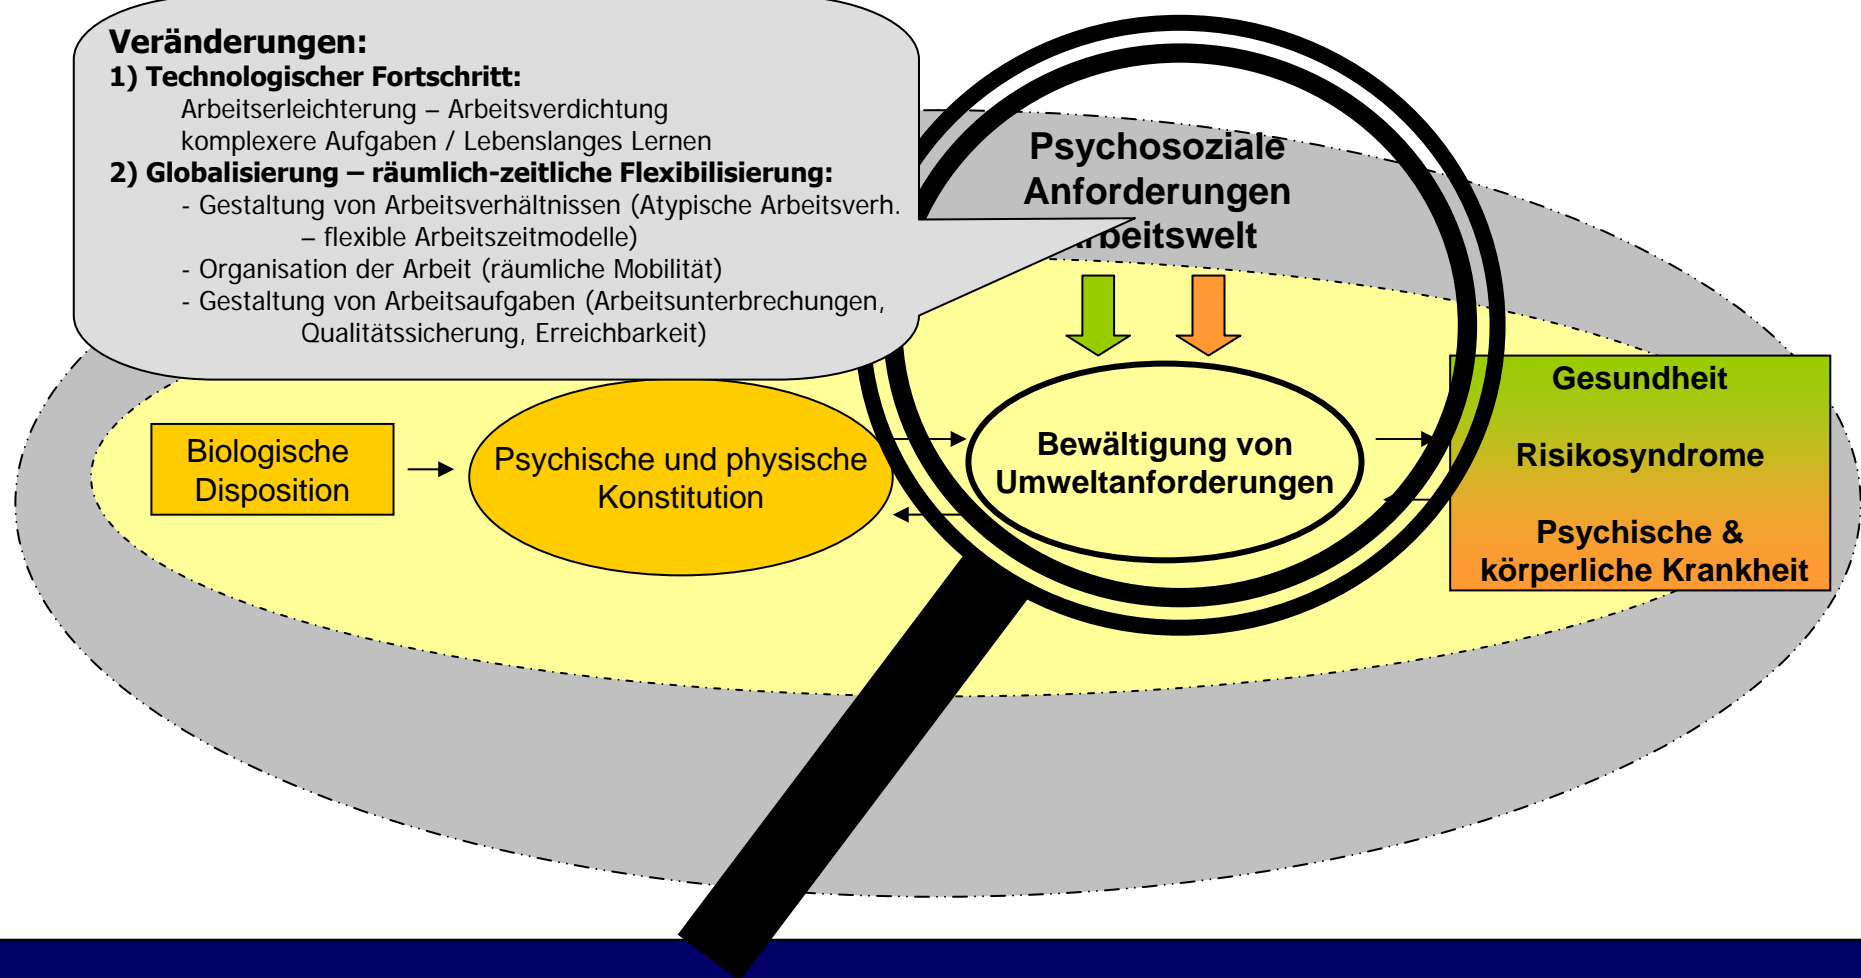 Veränderungen:
1) Technologischer Fortschritt:
Arbeitserleichterung – Arbeitsverdichtung
komplexere Aufgaben / Lebenslanges Lernen
2) Globalisierung – räumlich-zeitliche Flexibilisierung:
- Gestaltung von Arbeitsverhältnissen (Atypische Arbeitsverh.
– flexible Arbeitszeitmodelle)
- Organisation der Arbeit (räumliche Mobilität)
- Gestaltung von Arbeitsaufgaben (Arbeitsunterbrechungen,
Qualitätssicherung, Erreichbarkeit)
Psychosoziale
Anforderungen
Arbeitswelt
Biologische
Disposition
Psychische und physische
Konstitution
Bewältigung von
Umweltanforderungen
Gesundheit
Risikosyndrome
Psychische &
körperliche Krankheit